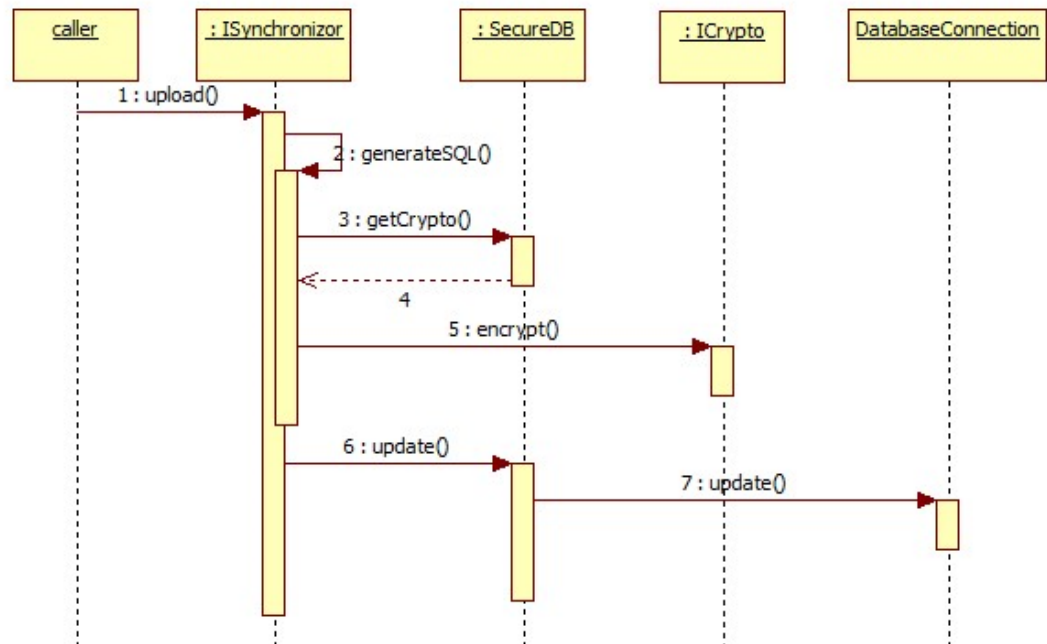 caller
: ISynchronizor
: SecureDB
: ICrypto
DatabaseConnection
1 : upload()
2 : generateSQL()
3 : getCrypto()
4
5 : encrypt()
6 : update()
7 : update()